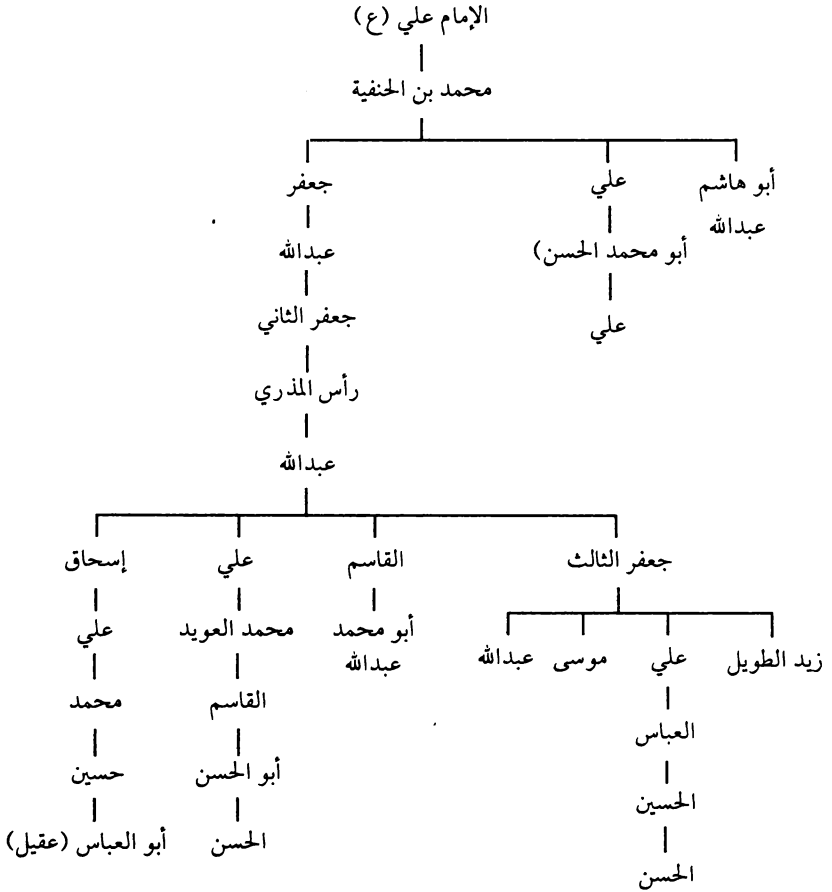 الإمام علي (ع)
محمد بن الحنفية
أبو هاشم
عبدالله
علي
جعفر
أبو محمد الحسن)
عبدالله
علي
جعفر الثاني
رأس المذري
عبدالله
جعفر الثالث
القاسم
علي
إسحاق
زيد الطويل
علي
موسى
عبدالله
أبو محمد
عبدالله
محمد العويد
علي
العباس
القاسم
محمد
الحسين
أبو الحسن
حسين
الحسن
الحسن
أبو العباس (عقيل)